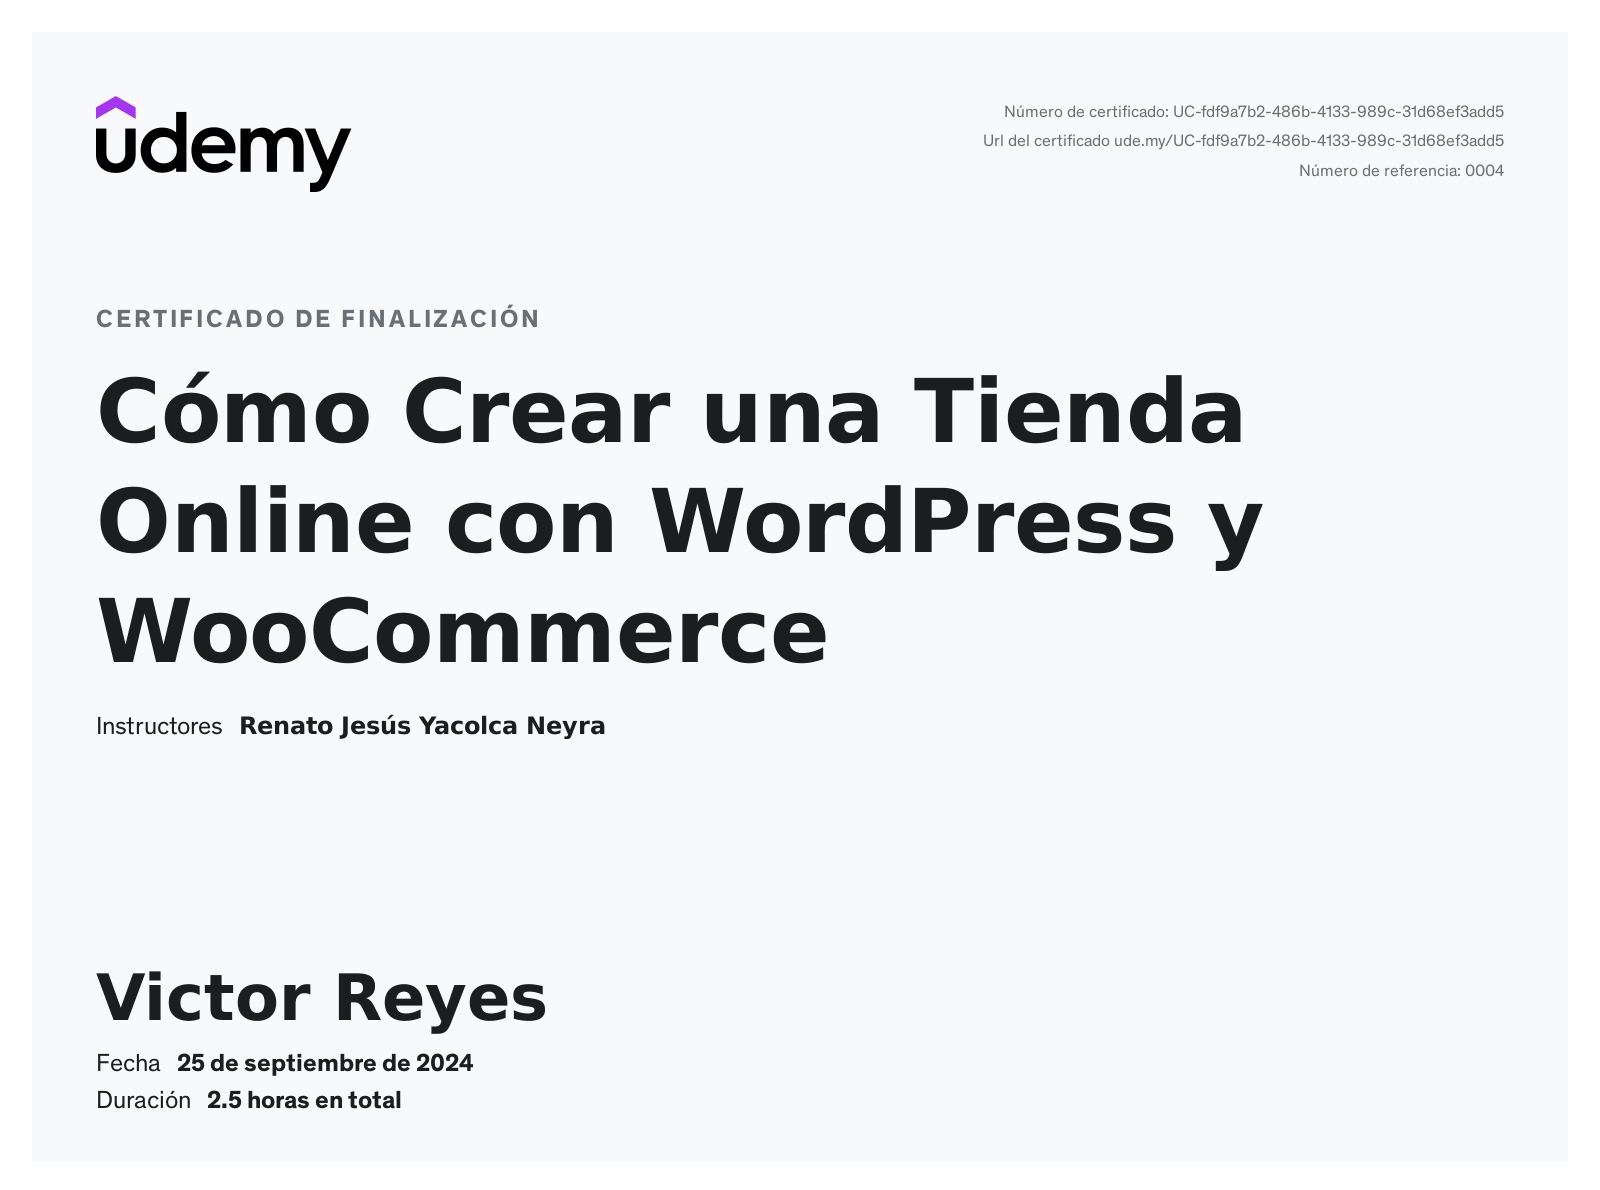 udemy
Número de certificado: UC-fdf9a7b2-486b-4133-989c-31d68ef3add5
Url del certificado ude.my/UC-fdf9a7b2-486b-4133-989c-31d68ef3add5
Número de referencia: 0004
CERTIFICADO DE FINALIZACIÓN
Cómo Crear una Tienda
Online con WordPress y
WooCommerce
Instructores Renato Jesús Yacolca Neyra
Victor Reyes
Fecha 25 de septiembre de 2024
Duración 2.5 horas en total